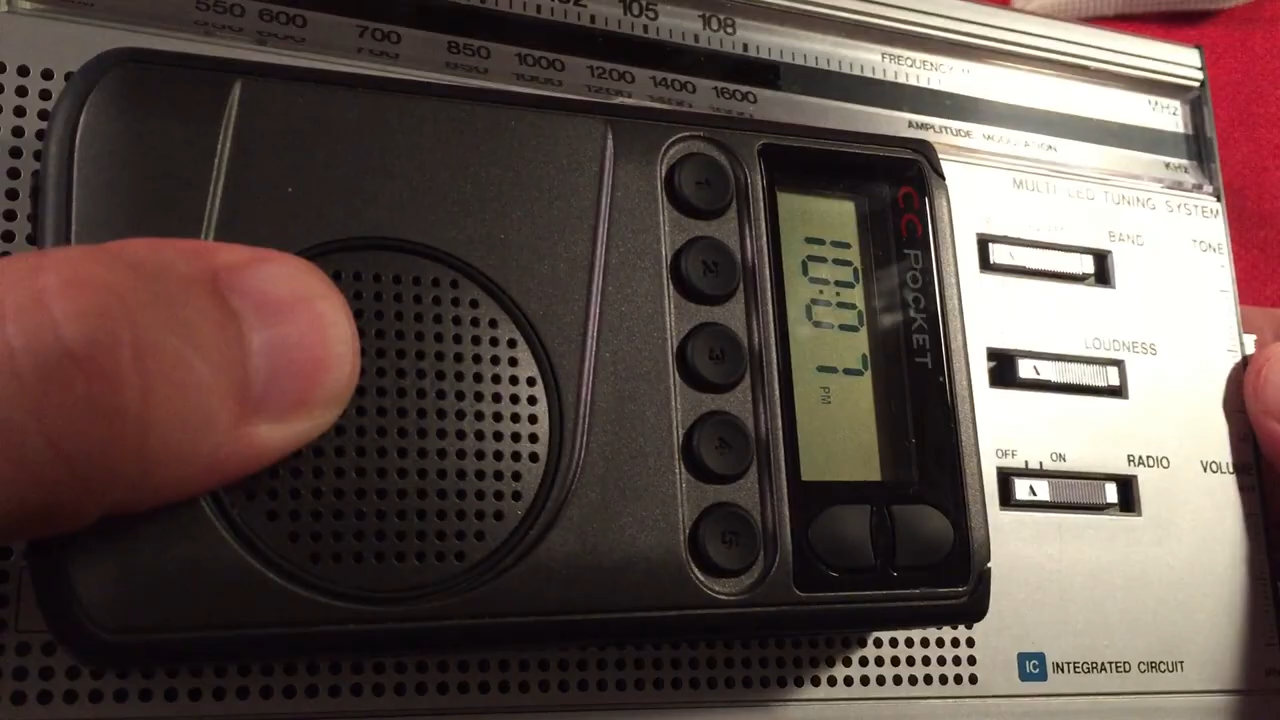 105 108
550 600 700 850 1000 1200 1400 1600
FREQUENCY
MHz
AMPLITUDE MODULATION
KHz
MULTI LED TUNING SYSTEM
BAND
TONE
LOUDNESS
OFF ON
RADIO
VOLUME
IC INTEGRATED CIRCUIT
CC POCKET
10:07
PM
1
2
3
4
5